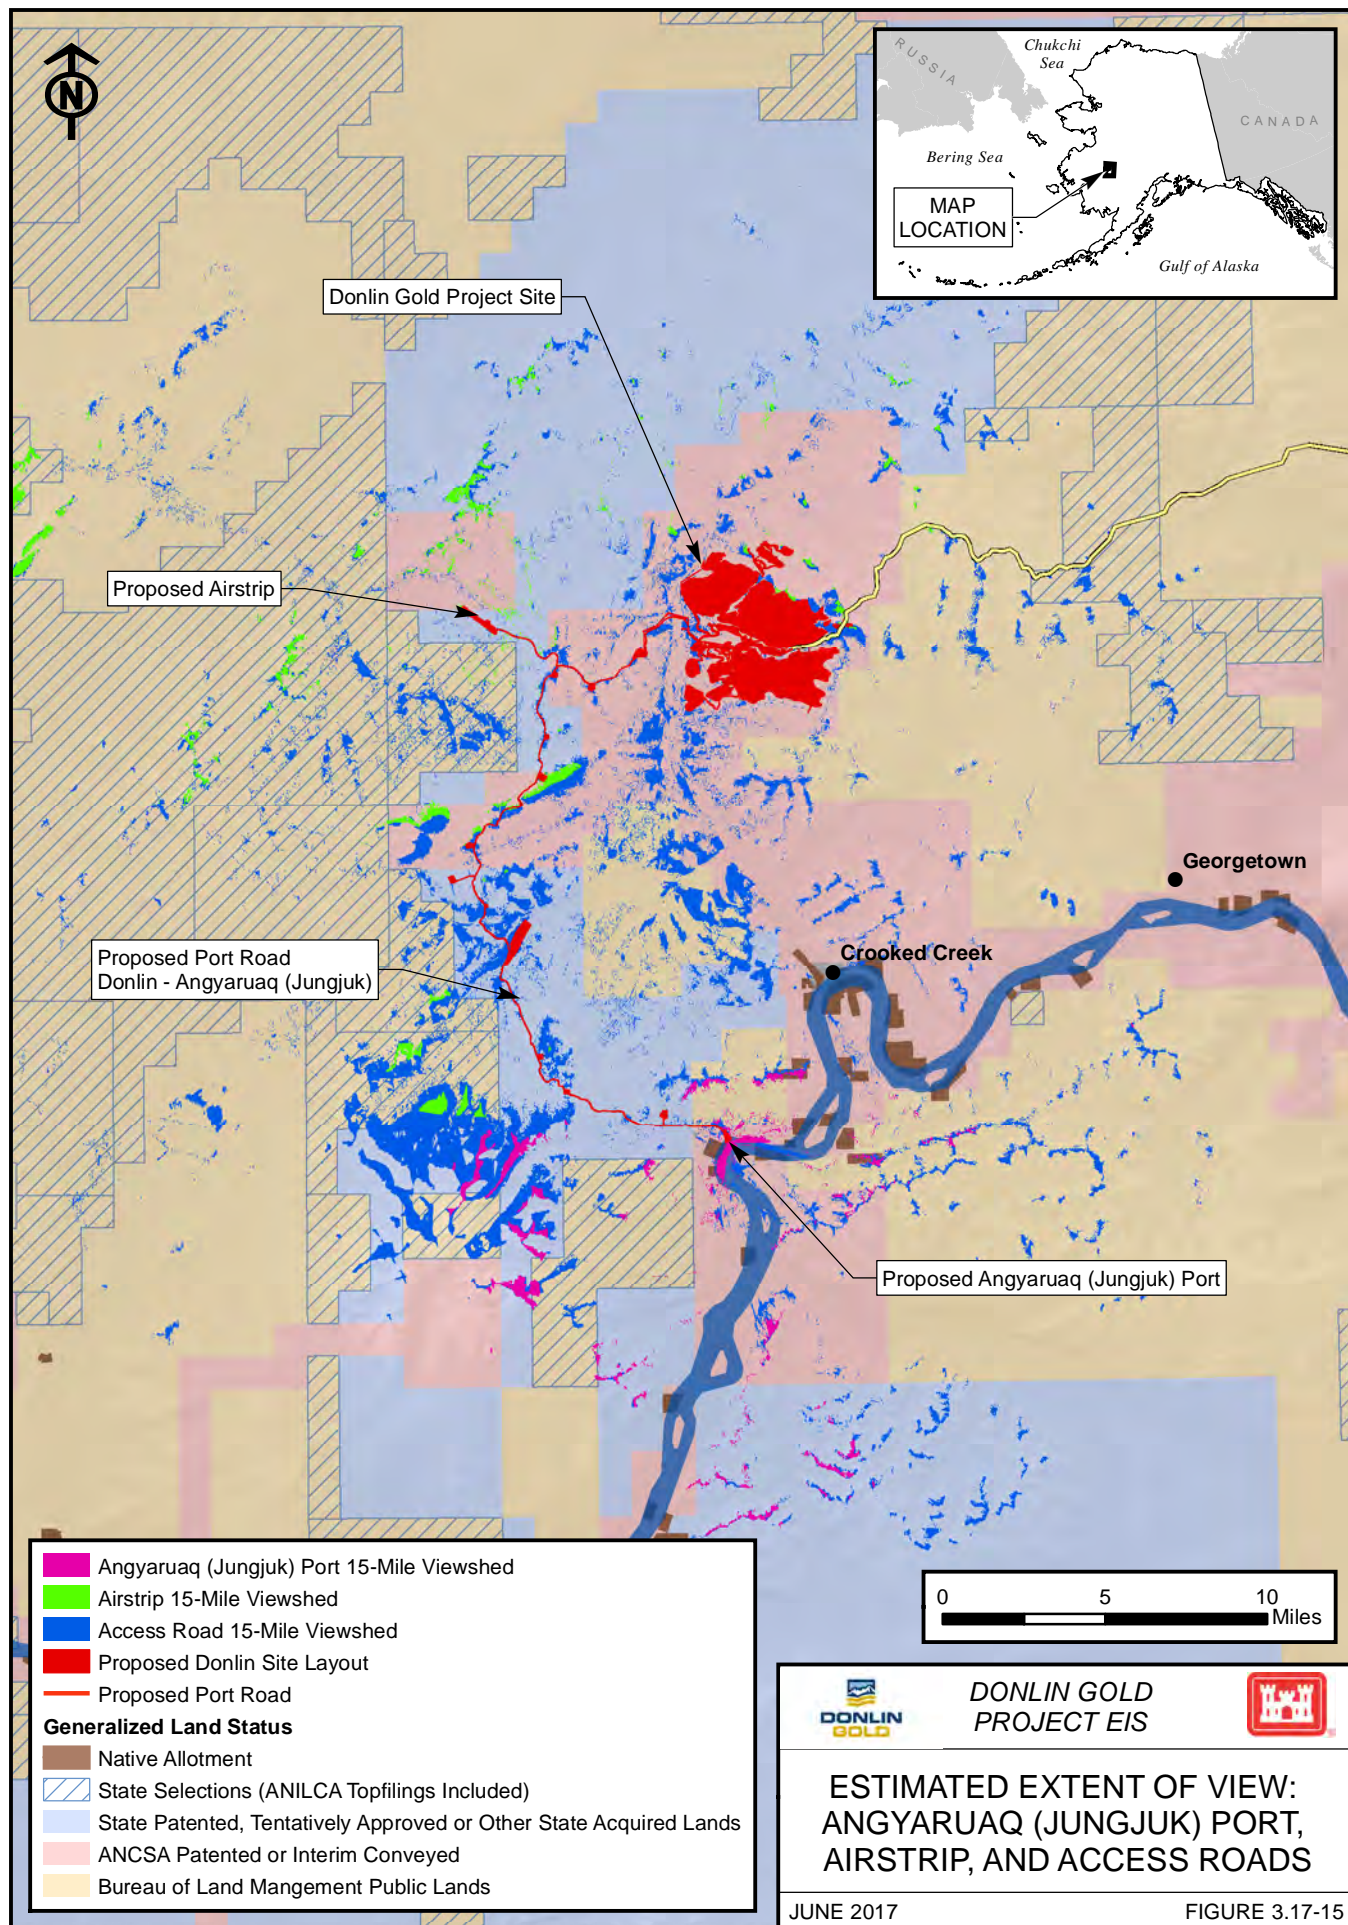 N
RUSSIA
Chukchi
Sea
CANADA
Bering Sea
MAP
LOCATION
Gulf of Alaska
Donlin Gold Project Site
Proposed Airstrip
Georgetown
Crooked Creek
Proposed Port Road
Donlin - Angyaruaq (Jungjuk)
Proposed Angyaruaq (Jungjuk) Port
Angyaruaq (Jungjuk) Port 15-Mile Viewshed
Airstrip 15-Mile Viewshed
Access Road 15-Mile Viewshed
Proposed Donlin Site Layout
Proposed Port Road
Generalized Land Status
Native Allotment
State Selections (ANILCA Topfilings Included)
State Patented, Tentatively Approved or Other State Acquired Lands
ANCSA Patented or Interim Conveyed
Bureau of Land Mangement Public Lands
0 5 10
Miles
DONLIN
GOLD
DONLIN GOLD
PROJECT EIS
ESTIMATED EXTENT OF VIEW:
ANGYARUAQ (JUNGJUK) PORT,
AIRSTRIP, AND ACCESS ROADS
JUNE 2017 FIGURE 3.17-15